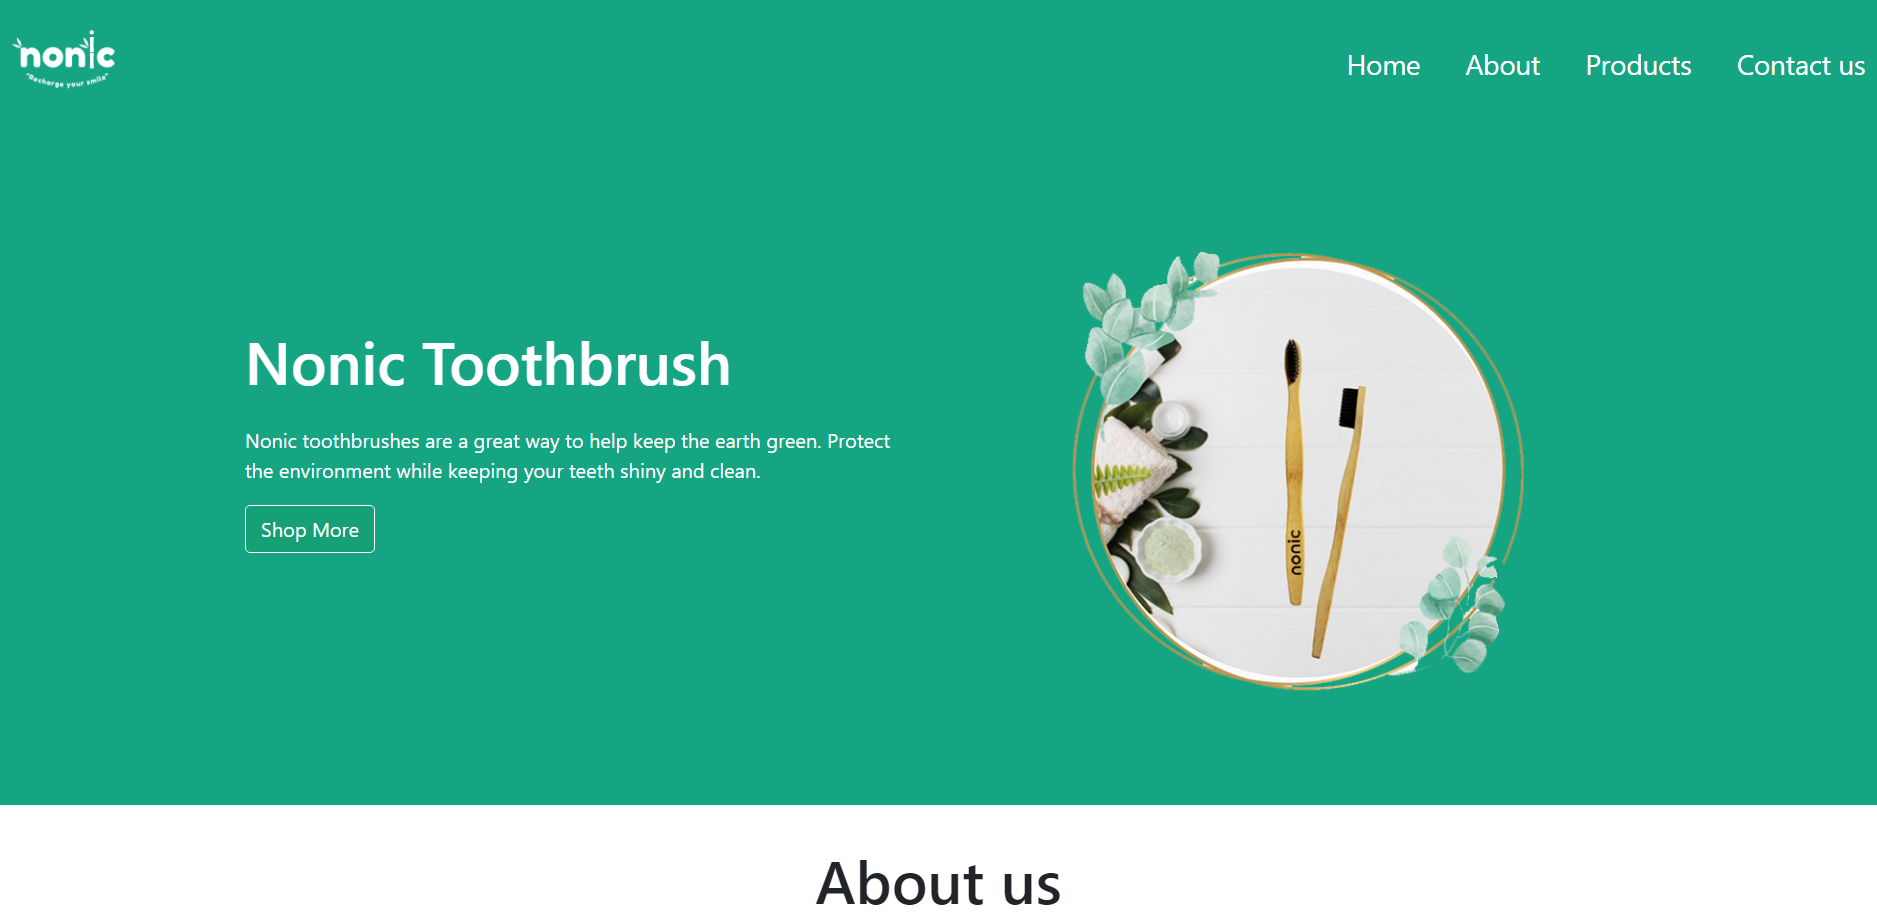 nonic
"Recharge your smile"
Home About Products Contact us
Nonic Toothbrush
Nonic toothbrushes are a great way to help keep the earth green. Protect
the environment while keeping your teeth shiny and clean.
Shop More
nonic
About us